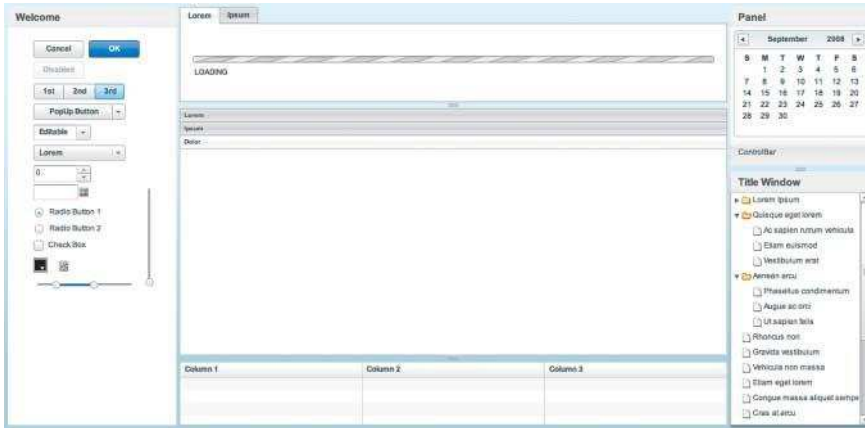 Welcome
Cancel OK
Disabled
1st 2nd 3rd
PopUp Button
Editable
Lorem
0
Radio Button 1
Radio Button 2
Check Box
Lorem Ipsum
LOADING
Lorem
Ipsum
Dolor
Column 1 Column 2 Column 3
Panel
September 2008
S M T W T F S
1 2 3 4 5 6
7 8 9 10 11 12 13
14 15 16 17 18 19 20
21 22 23 24 25 26 27
28 29 30
ControlBar
Title Window
Lorem Ipsum
Quisque eget lorem
Ac sapien rutrum vehicula
Etiam euismod
Vestibulum erat
Aenean arcu
Phasellus condimentum
Augue ac orci
Ut sapien felis
Rhoncus non
Gravida vestibulum
Vehicula non massa
Etiam eget lorem
Congue massa aliquet sempe
Cras at arcu